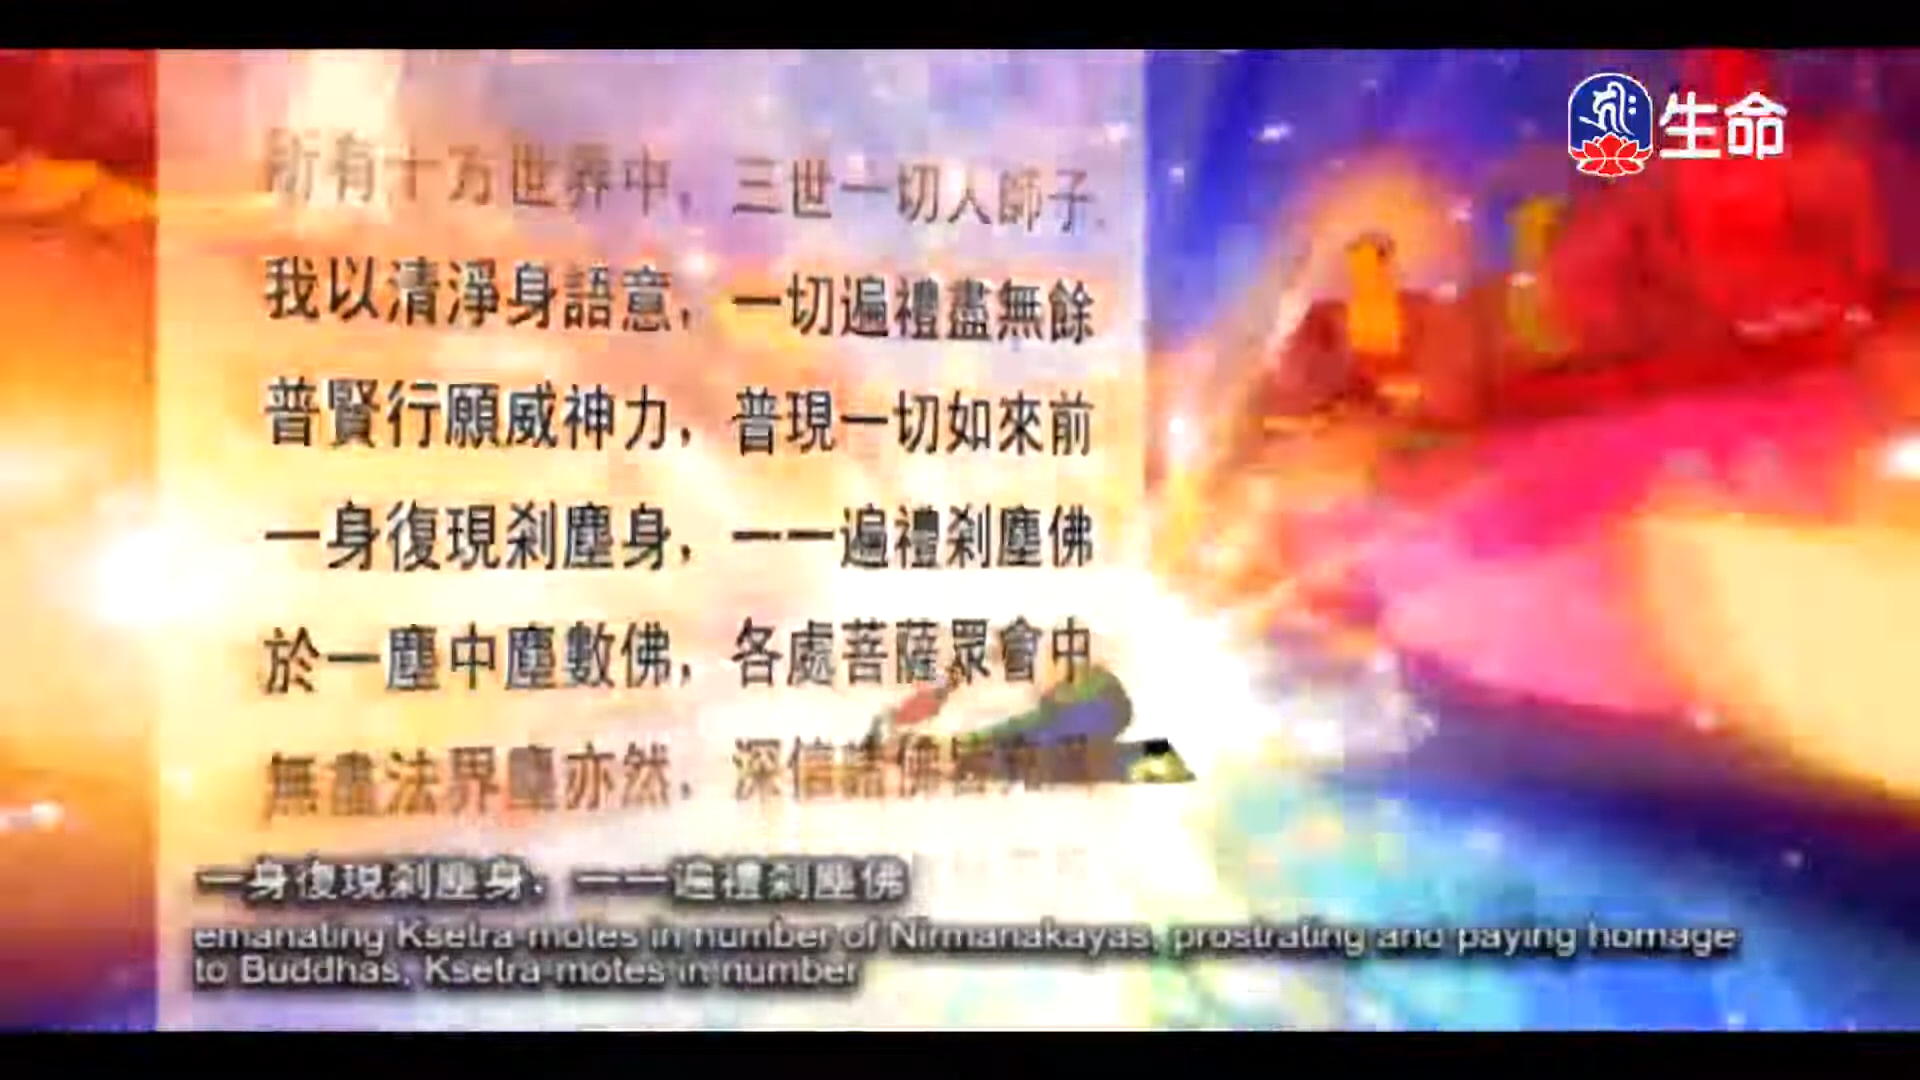 生命
所有十方世界中，三世一切人師子，
我以清淨身語意，一切遍禮盡無餘
普賢行願威神力，普現一切如來前
一身復現剎塵身，一一遍禮剎塵佛
於一塵中塵數佛，各處菩薩眾會中
無盡法界塵亦然，深信諸佛
一身復現剎塵身，一一遍禮剎塵佛
emanating Ksetra-motes in number of Nirmanakayas, prostrating and paying homage
to Buddhas, Ksetra-motes in number